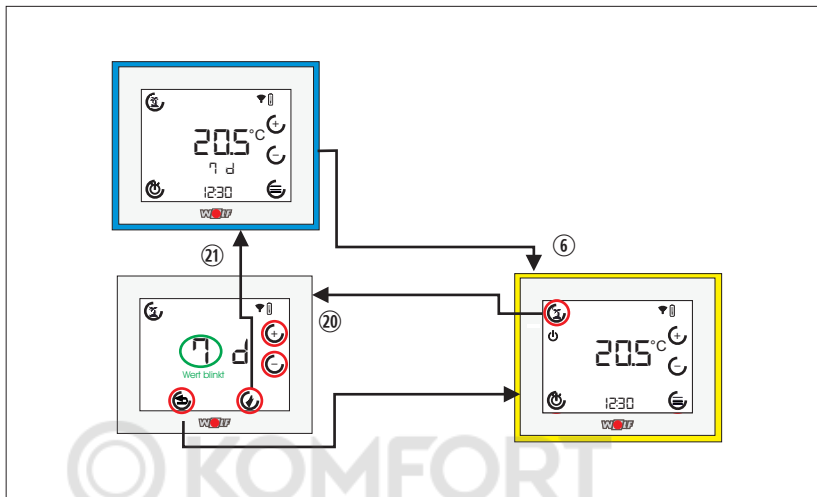 20.5°C
7 d
12:30
WOLF
21
6
20
7 d
Wert blinkt
WOLF
20.5°C
12:30
WOLF
KOMFORT